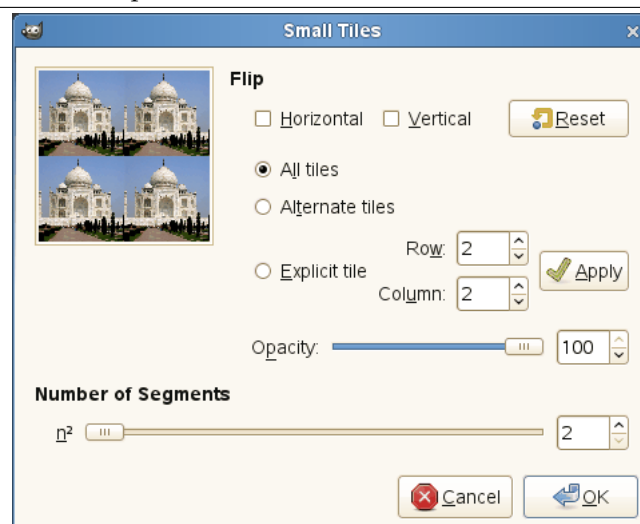 Small Tiles
Flip
Horizontal Vertical Reset
All tiles
Alternate tiles
Row: 2
Explicit tile Apply
Column: 2
Opacity: 100
Number of Segments
n² 2
Cancel OK